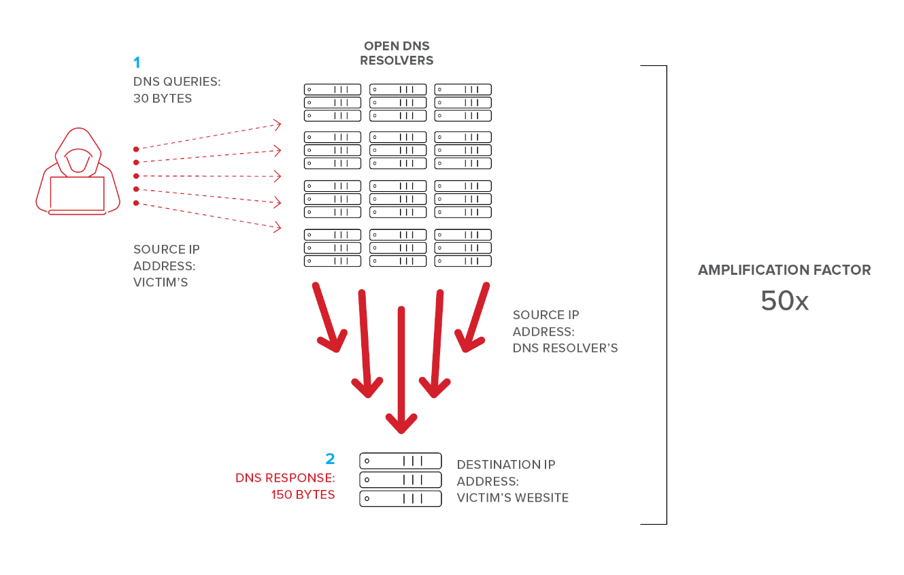 OPEN DNS
RESOLVERS
1
DNS QUERIES:
30 BYTES
SOURCE IP
ADDRESS:
VICTIM'S
AMPLIFICATION FACTOR
50x
SOURCE IP
ADDRESS:
DNS RESOLVER'S
2
DNS RESPONSE:
150 BYTES
DESTINATION IP
ADDRESS:
VICTIM'S WEBSITE